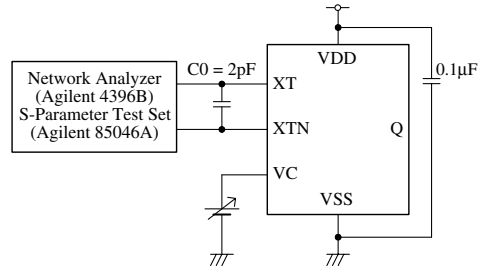 VDD
Network Analyzer
(Agilent 4396B)
S-Parameter Test Set
(Agilent 85046A)
C0 = 2pF
XT
XTN
VC
Q
VSS
0.1μF